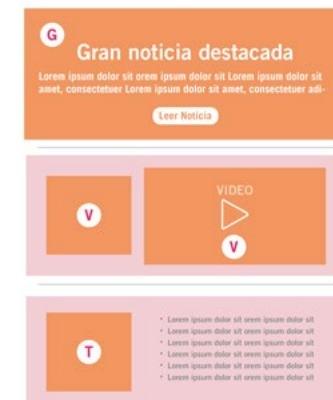 G
Gran noticia destacada
Lorem ipsum dolor sit orem ipsum dolor sit Lorem ipsum dolor sit
amet, consectetuer Lorem ipsum dolor sit amet, consectetuer adi-
Leer Noticia
V
VIDEO
V
T
• Lorem ipsum dolor sit orem ipsum dolor sit
• Lorem ipsum dolor sit orem ipsum dolor sit
• Lorem ipsum dolor sit orem ipsum dolor sit
• Lorem ipsum dolor sit orem ipsum dolor sit
• Lorem ipsum dolor sit orem ipsum dolor sit
• Lorem ipsum dolor sit orem ipsum dolor sit